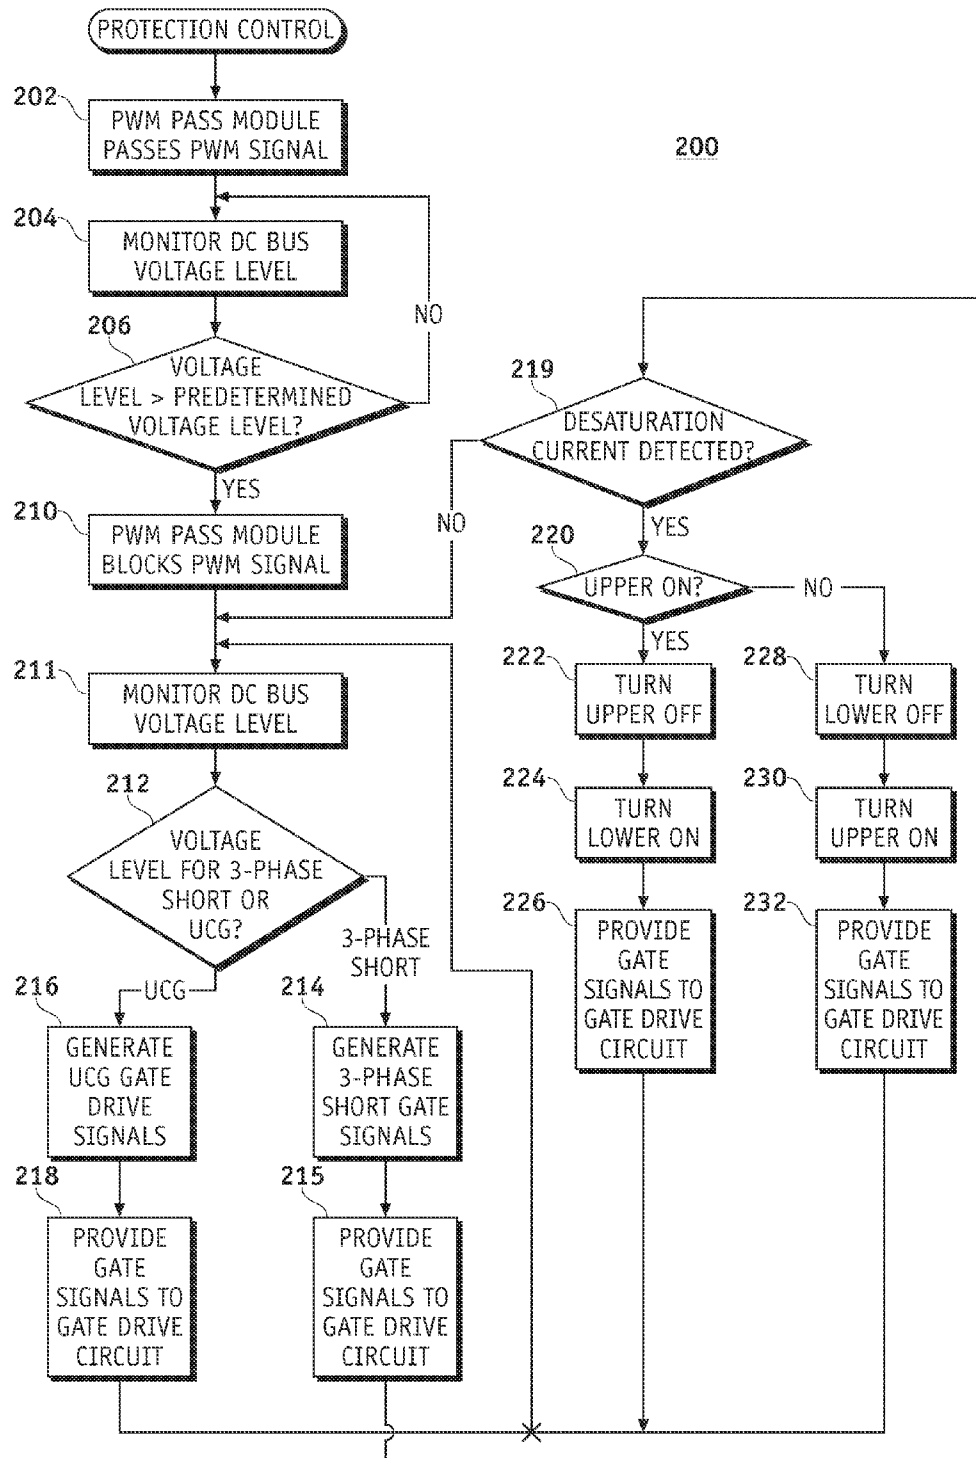 PROTECTION CONTROL
202
PWM PASS MODULE
PASSES PWM SIGNAL
200
204
MONITOR DC BUS
VOLTAGE LEVEL
NO
206
VOLTAGE
LEVEL > PREDETERMINED
VOLTAGE LEVEL?
YES
210
PWM PASS MODULE
BLOCKS PWM SIGNAL
211
MONITOR DC BUS
VOLTAGE LEVEL
212
VOLTAGE
LEVEL FOR 3-PHASE
SHORT OR
UCG?
3-PHASE
SHORT
UCG
216
GENERATE
UCG GATE
DRIVE
SIGNALS
214
GENERATE
3-PHASE
SHORT GATE
SIGNALS
218
PROVIDE
GATE
SIGNALS TO
GATE DRIVE
CIRCUIT
215
PROVIDE
GATE
SIGNALS TO
GATE DRIVE
CIRCUIT
219
DESATURATION
CURRENT DETECTED?
NO
YES
220
UPPER ON?
NO
YES
222
TURN
UPPER OFF
228
TURN
LOWER OFF
224
TURN
LOWER ON
230
TURN
UPPER ON
226
PROVIDE
GATE
SIGNALS TO
GATE DRIVE
CIRCUIT
232
PROVIDE
GATE
SIGNALS TO
GATE DRIVE
CIRCUIT